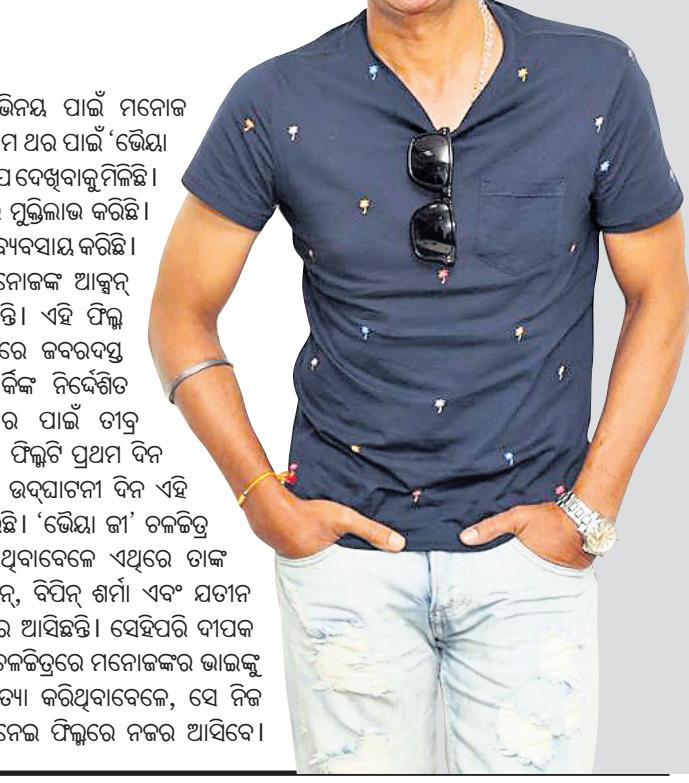 ଭିନୟ ପାଇଁ ମନୋଜ
ମ ଥର ପାଇଁ ‘ଭୈୟା
ପ ଦେଖିବାକୁ ମିଳିଛି।
ମୁକ୍ତିଲାଭ କରିଛି।
ବ୍ୟବସାୟ କରିଛି।
ନୋଜଙ୍କ ଆକ୍ସନ୍
ନ୍ତି। ଏହି ଫିଲ୍ମ
ରେ ଜବରଦସ୍ତ
ର୍କିଙ୍କ ନିର୍ଦ୍ଦେଶିତ
ର ପାଇଁ ତୀବ୍ର
ଫିଲ୍ମଟି ପ୍ରଥମ ଦିନ
ଉଦ୍‌ଘାଟନୀ ଦିନ ଏହି
ଛି। ‘ଭୈୟା ଜୀ’ ଚଳଚ୍ଚିତ୍ର
ଥିବାବେଳେ ଏଥିରେ ତାଙ୍କ
ନ୍, ବିପିନ୍ ଶର୍ମା ଏବଂ ଯତୀନ
ର ଆସିଛନ୍ତି। ସେହିପରି ଦୀପକ
ଚଳଚ୍ଚିତ୍ରରେ ମନୋଜଙ୍କର ଭାଇଙ୍କୁ
ତ୍ୟା କରିଥିବାବେଳେ, ସେ ନିଜ
ନେଇ ଫିଲ୍ମରେ ନଜର ଆସିବେ।